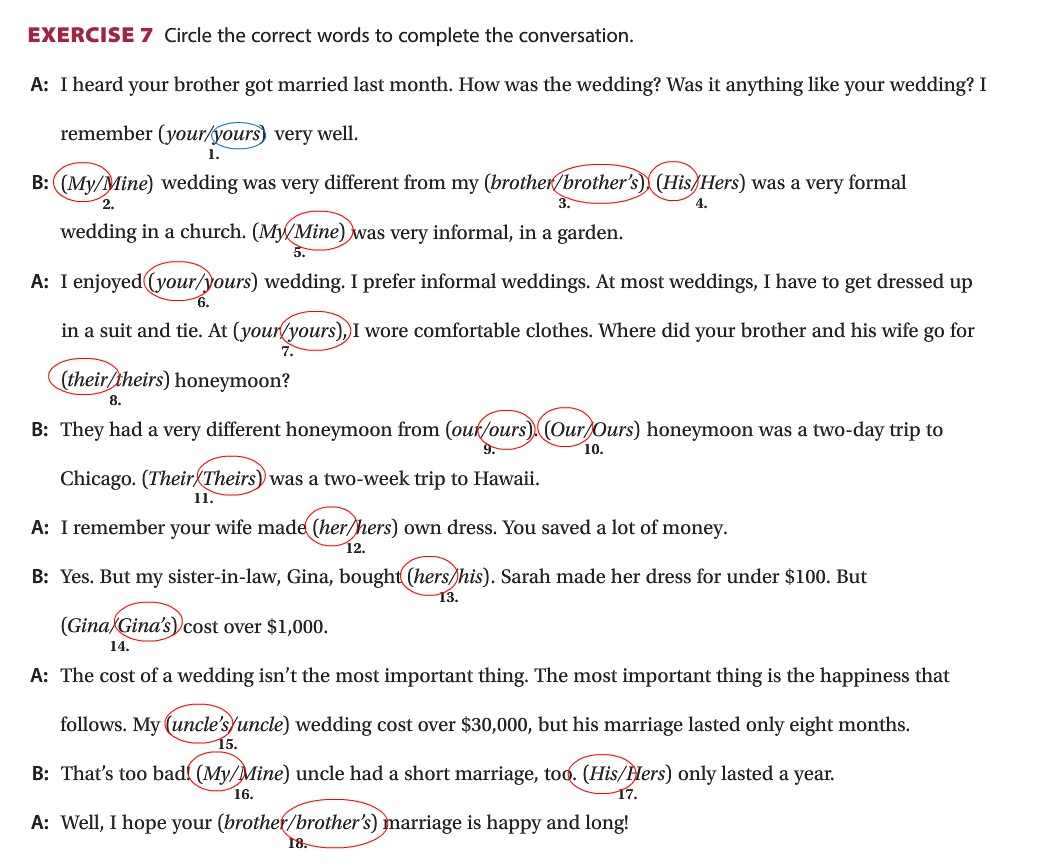 EXERCISE 7 Circle the correct words to complete the conversation.
A: I heard your brother got married last month. How was the wedding? Was it anything like your wedding? I
remember (your/yours) very well.
1.
B: (My/Mine) wedding was very different from my (brother/brother's). (His/Hers) was a very formal
2. 3. 4.
wedding in a church. (My/Mine) was very informal, in a garden.
5.
A: I enjoyed (your/yours) wedding. I prefer informal weddings. At most weddings, I have to get dressed up
6.
in a suit and tie. At (your/yours), I wore comfortable clothes. Where did your brother and his wife go for
7.
(their/theirs) honeymoon?
8.
B: They had a very different honeymoon from (our/ours). (Our/Ours) honeymoon was a two-day trip to
9. 10.
Chicago. (Their/Theirs) was a two-week trip to Hawaii.
11.
A: I remember your wife made (her/hers) own dress. You saved a lot of money.
12.
B: Yes. But my sister-in-law, Gina, bought (hers/his). Sarah made her dress for under $100. But
13.
(Gina/Gina's) cost over $1,000.
14.
A: The cost of a wedding isn't the most important thing. The most important thing is the happiness that
follows. My (uncle's/uncle) wedding cost over $30,000, but his marriage lasted only eight months.
15.
B: That's too bad! (My/Mine) uncle had a short marriage, too. (His/Hers) only lasted a year.
16. 17.
A: Well, I hope your (brother/brother's) marriage is happy and long!
18.